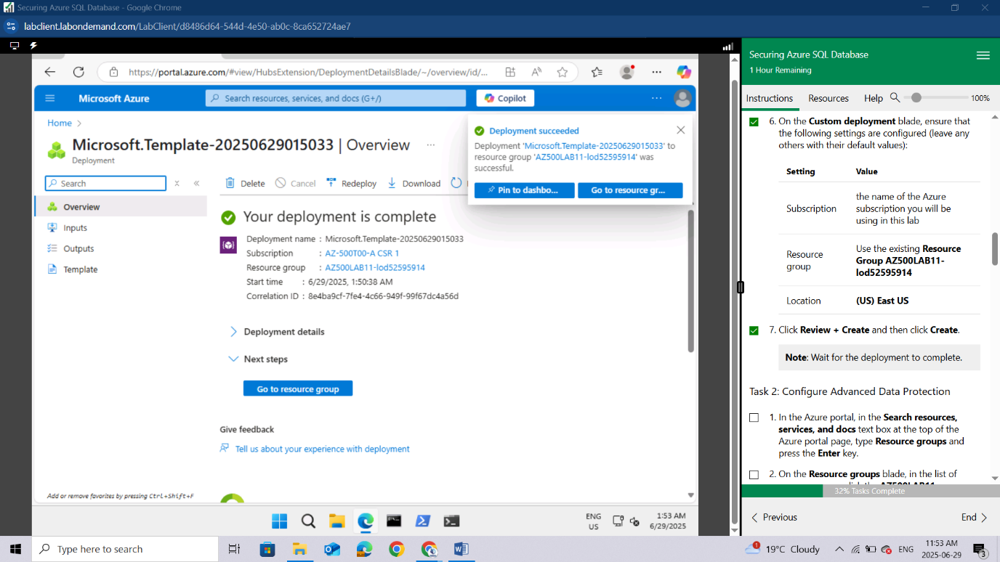 Securing Azure SQL Database - Google Chrome
labclient.labondemand.com/LabClient/d8486d64-544d-4e50-ab0c-8ca652724ae7
https://portal.azure.com/#view/HubsExtension/DeploymentDetailsBlade/~/overview/id/...
Microsoft Azure
Search resources, services, and docs (G+/)
Copilot
Home
Microsoft.Template-20250629015033 | Overview
Deployment
Search
Delete
Cancel
Redeploy
Download
Deployment succeeded
Deployment 'Microsoft.Template-20250629015033' to
resource group 'AZ500LAB11-lod52595914' was
successful.
Pin to dashbo...
Go to resource gr...
Overview
Inputs
Outputs
Template
Your deployment is complete
Deployment name : Microsoft.Template-20250629015033
Subscription : AZ-500T00-A CSR 1
Resource group : AZ500LAB11-lod52595914
Start time : 6/29/2025, 1:50:38 AM
Correlation ID : 8e4ba9cf-7fe4-4c66-949f-99f67dc4a56d
Deployment details
Next steps
Go to resource group
Give feedback
Tell us about your experience with deployment
Add or remove favorites by pressing Ctrl+Shift+F
ENG
US
1:53 AM
6/29/2025
Securing Azure SQL Database
1 Hour Remaining
Instructions
Resources
Help
100%
6. On the Custom deployment blade, ensure that
the following settings are configured (leave any
others with their default values):
Setting Value
Subscription
the name of the Azure
subscription you will be
using in this lab
Resource
group
Use the existing Resource
Group AZ500LAB11-
lod52595914
Location (US) East US
7. Click Review + Create and then click Create.
Note: Wait for the deployment to complete.
Task 2: Configure Advanced Data Protection
1. In the Azure portal, in the Search resources,
services, and docs text box at the top of the
Azure portal page, type Resource groups and
press the Enter key.
2. On the Resource groups blade, in the list of
32% Tasks Complete
Previous
End
Type here to search
1
19°C Cloudy
ENG
11:53 AM
2025-06-29
3